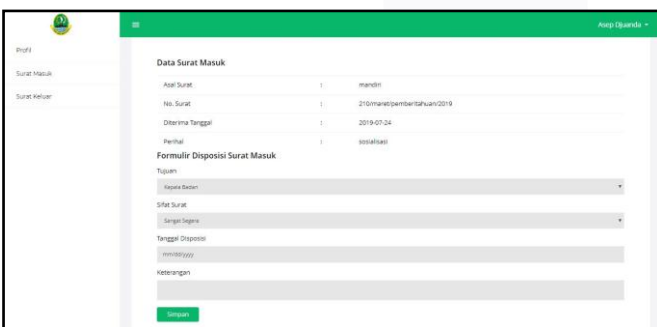 Asep Djuanda
Profil
Surat Masuk
Surat Keluar
Data Surat Masuk
Asal Surat : mandiri
No. Surat : 210/maret/pemberitahuan/2019
Diterima Tanggal : 2019-07-24
Perihal : sosialisasi
Formulir Disposisi Surat Masuk
Tujuan
Kepala Badan
Sifat Surat
Sangat Segera
Tanggal Disposisi
mm/dd/yyyy
Keterangan
Simpan